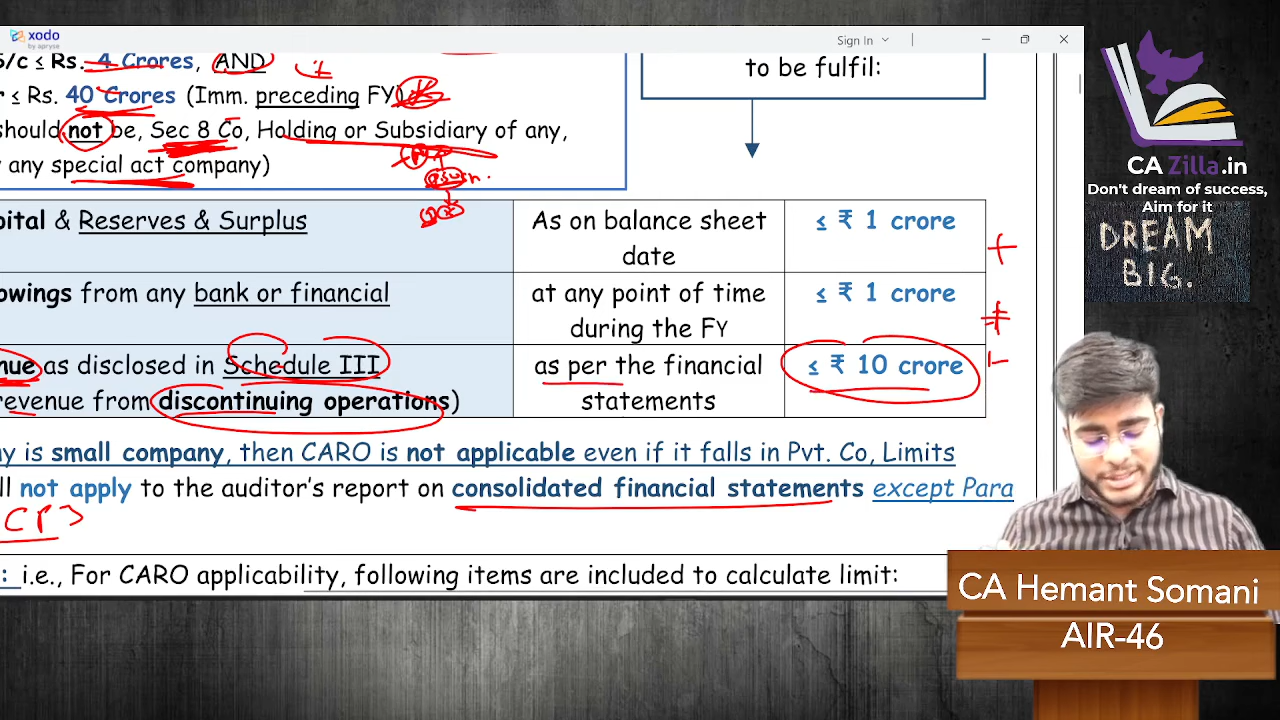 xodo
by apryse
Sign In
S/c ≤ Rs. 4 Crores, AND
r ≤ Rs. 40 Crores (Imm. preceding FY)
should not be, Sec 8 Co, Holding or Subsidiary of any,
y any special act company)
to be fulfil:
pital & Reserves & Surplus
As on balance sheet
date
≤ ₹ 1 crore
owings from any bank or financial
at any point of time
during the FY
≤ ₹ 1 crore
nue as disclosed in Schedule III
revenue from discontinuing operations)
as per the financial
statements
≤ ₹ 10 crore
ny is small company, then CARO is not applicable even if it falls in Pvt. Co, Limits
ll not apply to the auditor's report on consolidated financial statements except Para
: i.e., For CARO applicability, following items are included to calculate limit:
CA Zilla.in
Don't dream of success,
Aim for it
DREAM
BIG.
CA Hemant Somani
AIR-46